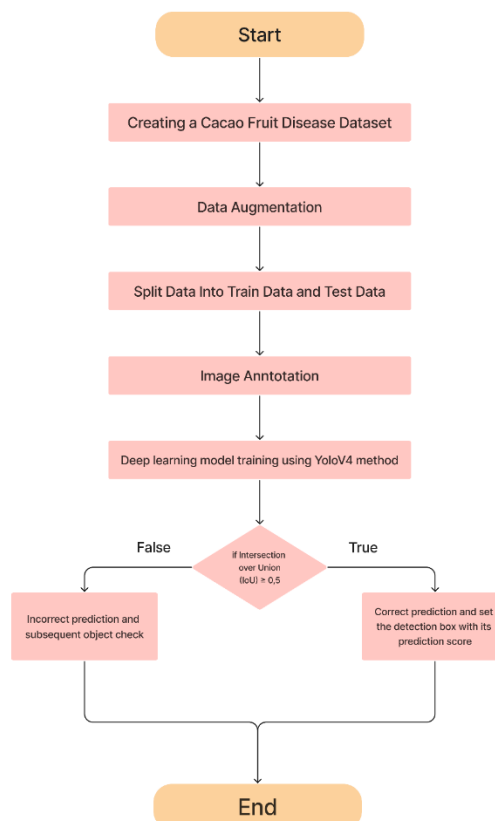 Start
Creating a Cacao Fruit Disease Dataset
Data Augmentation
Split Data Into Train Data and Test Data
Image Anntotation
Deep learning model training using YoloV4 method
False
True
if Intersection
over Union
(IoU) ≥ 0,5
Incorrect prediction and
subsequent object check
Correct prediction and set
the detection box with its
prediction score
End